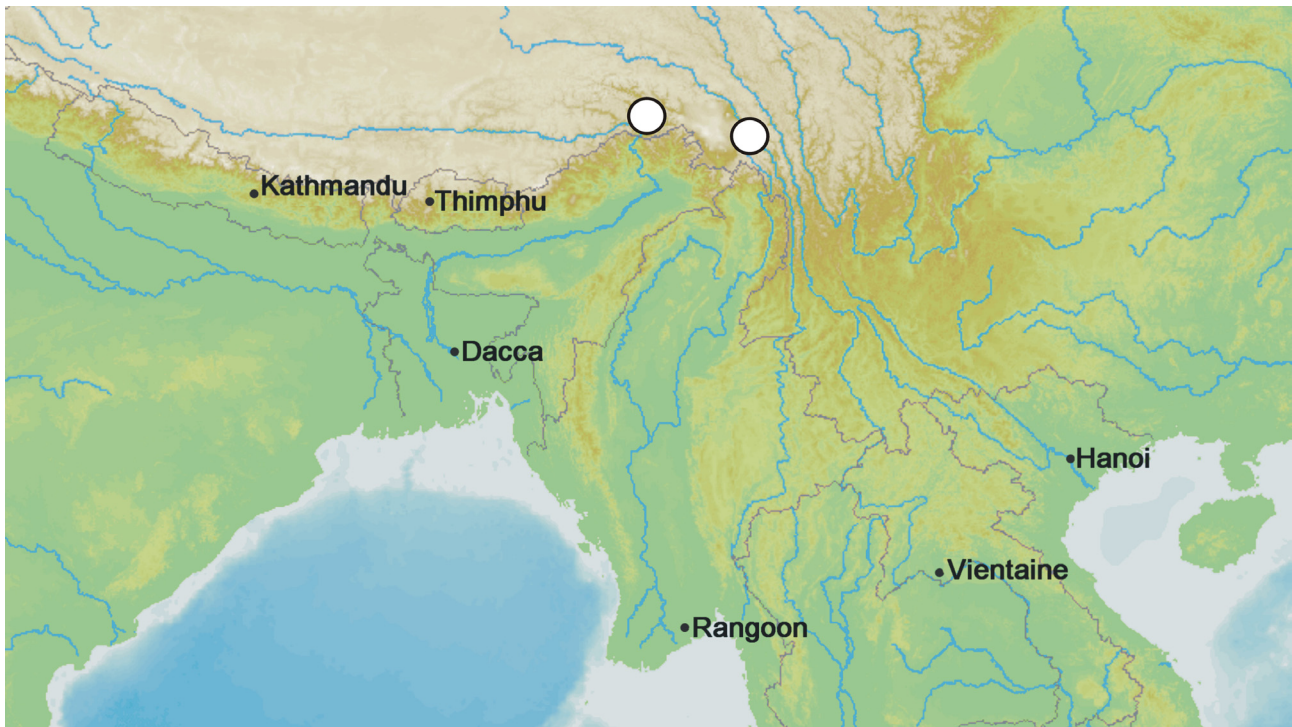 Kathmandu
Thimphu
Dacca
Hanoi
Vientaine
Rangoon